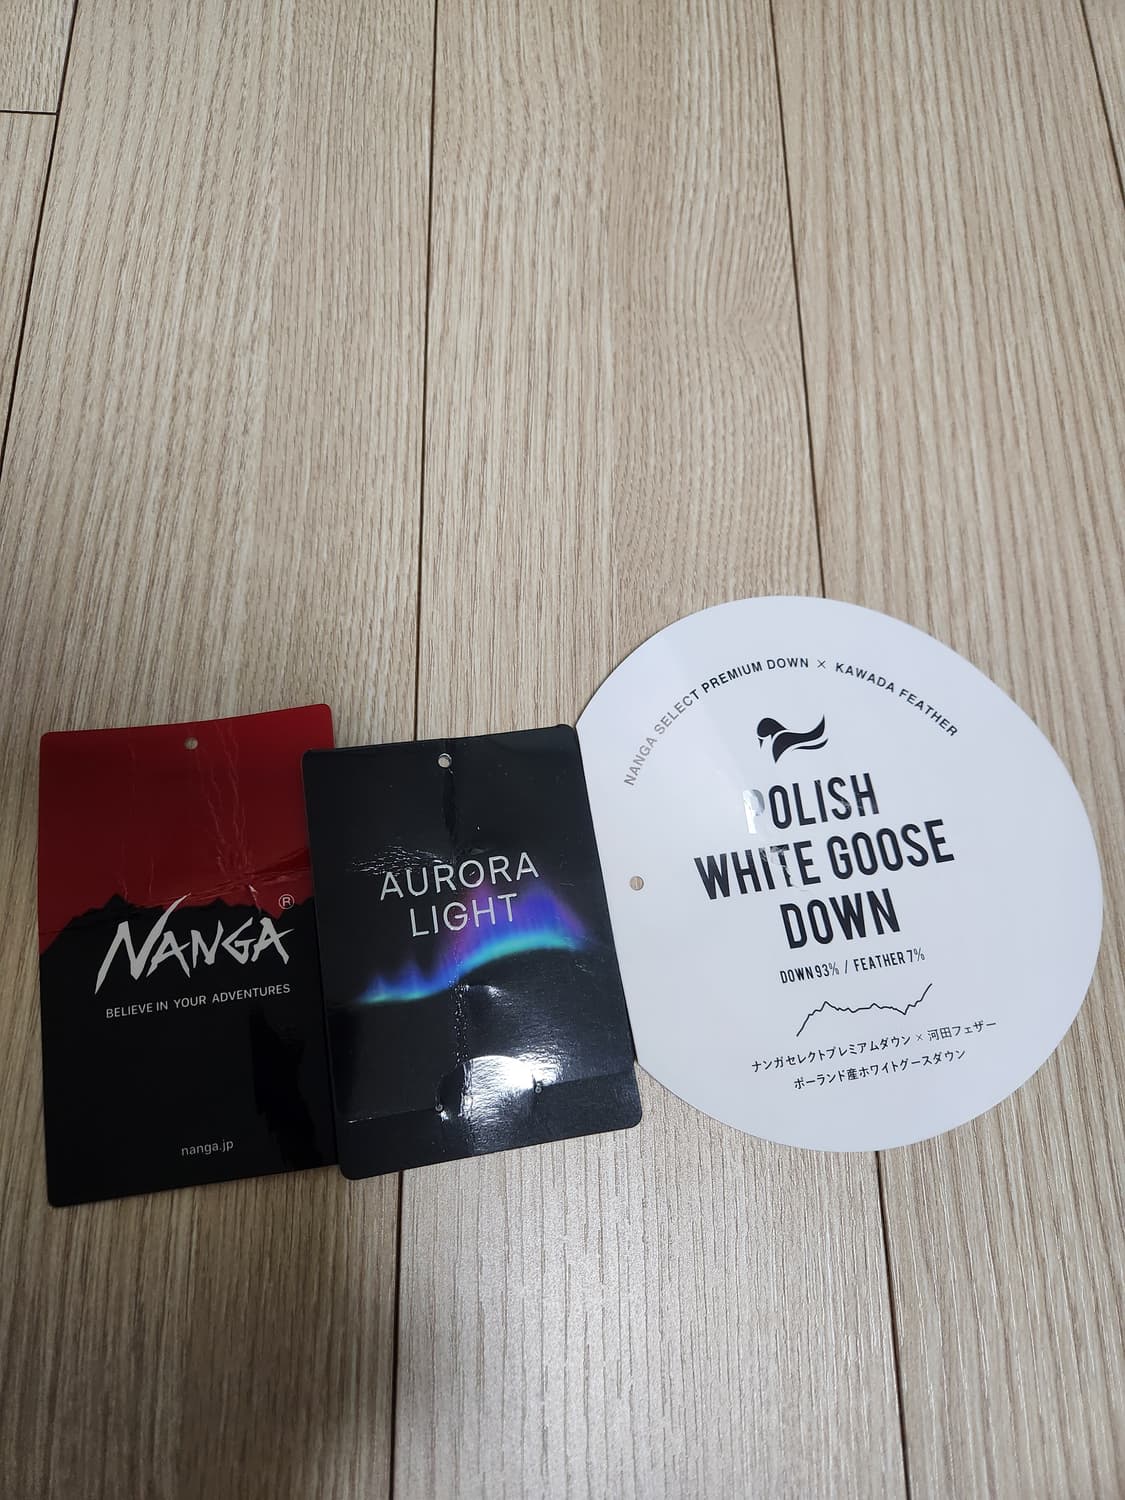 NANGA®
BELIEVE IN YOUR ADVENTURES
nanga.jp
AURORA
LIGHT
NANGA SELECT PREMIUM DOWN × KAWADA FEATHER
POLISH
WHITE GOOSE
DOWN
DOWN 93% / FEATHER 7%
ナンガセレクトプレミアムダウン × 河田フェザー
ポーランド産ホワイトグースダウン